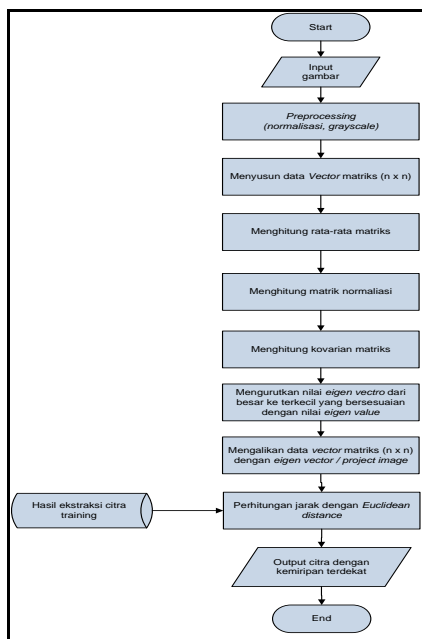 Start
Input
gambar
Preprocessing
(normalisasi, grayscale)
Menyusun data Vector matriks (n x n)
Menghitung rata-rata matriks
Menghitung matrik normaliasi
Menghitung kovarian matriks
Mengurutkan nilai eigen vectro dari
besar ke terkecil yang bersesuaian
dengan nilai eigen value
Mengalikan data vector matriks (n x n)
dengan eigen vector / project image
Hasil ekstraksi citra
training
Perhitungan jarak dengan Euclidean
distance
Output citra dengan
kemiripan terdekat
End